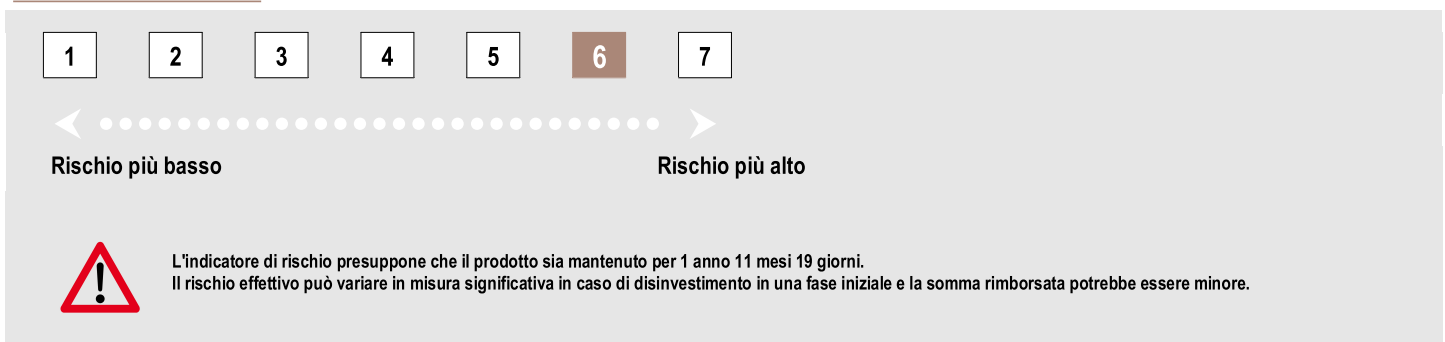 1 2 3 4 5 6 7
Rischio più basso Rischio più alto
L'indicatore di rischio presuppone che il prodotto sia mantenuto per 1 anno 11 mesi 19 giorni.
Il rischio effettivo può variare in misura significativa in caso di disinvestimento in una fase iniziale e la somma rimborsata potrebbe essere minore.